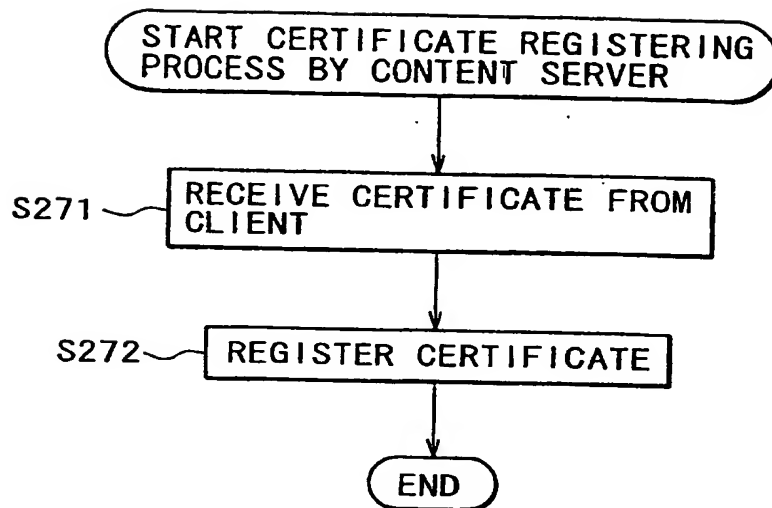 START CERTIFICATE REGISTERING
PROCESS BY CONTENT SERVER
S271
RECEIVE CERTIFICATE FROM
CLIENT
S272
REGISTER CERTIFICATE
END